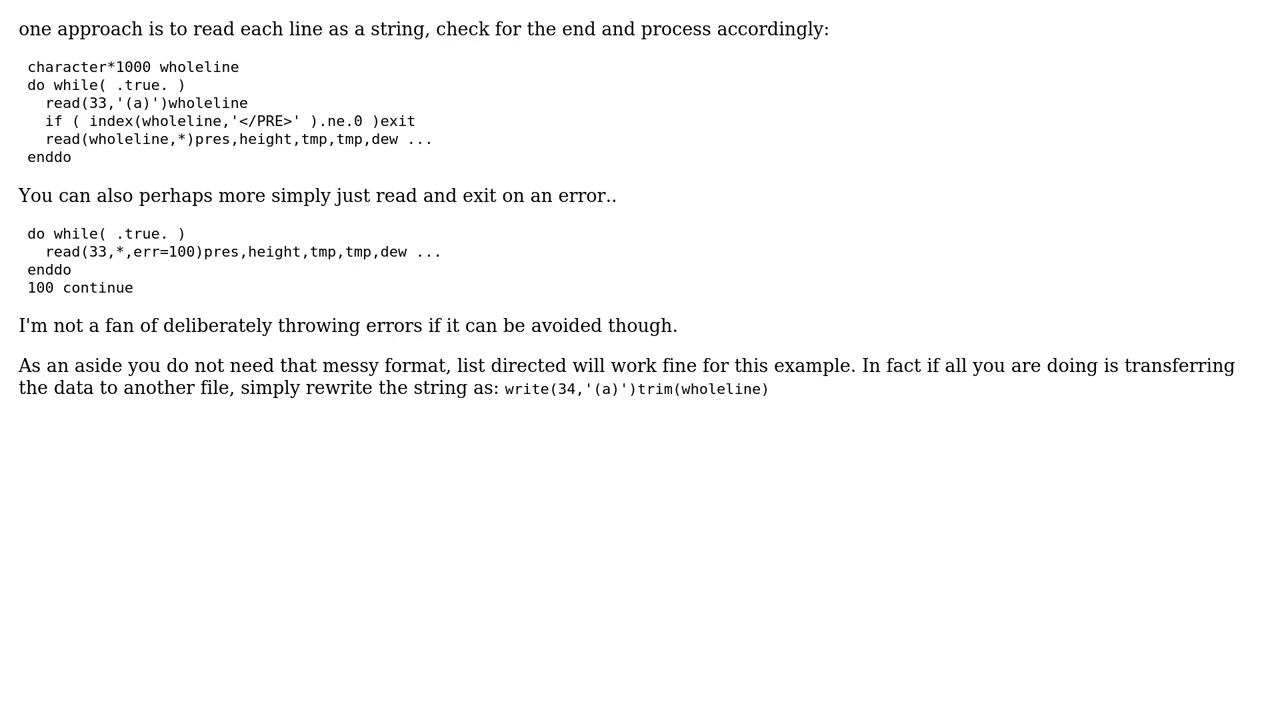 one approach is to read each line as a string, check for the end and process accordingly:
character*1000 wholeline
do while( .true. )
  read(33,'(a)')wholeline
  if ( index(wholeline,'</PRE>' ).ne.0 )exit
  read(wholeline,*)pres,height,tmp,tmp,dew ...
enddo
You can also perhaps more simply just read and exit on an error..
do while( .true. )
  read(33,*,err=100)pres,height,tmp,tmp,dew ...
enddo
100 continue
I'm not a fan of deliberately throwing errors if it can be avoided though.
As an aside you do not need that messy format, list directed will work fine for this example. In fact if all you are doing is transferring
the data to another file, simply rewrite the string as: write(34,'(a)')trim(wholeline)